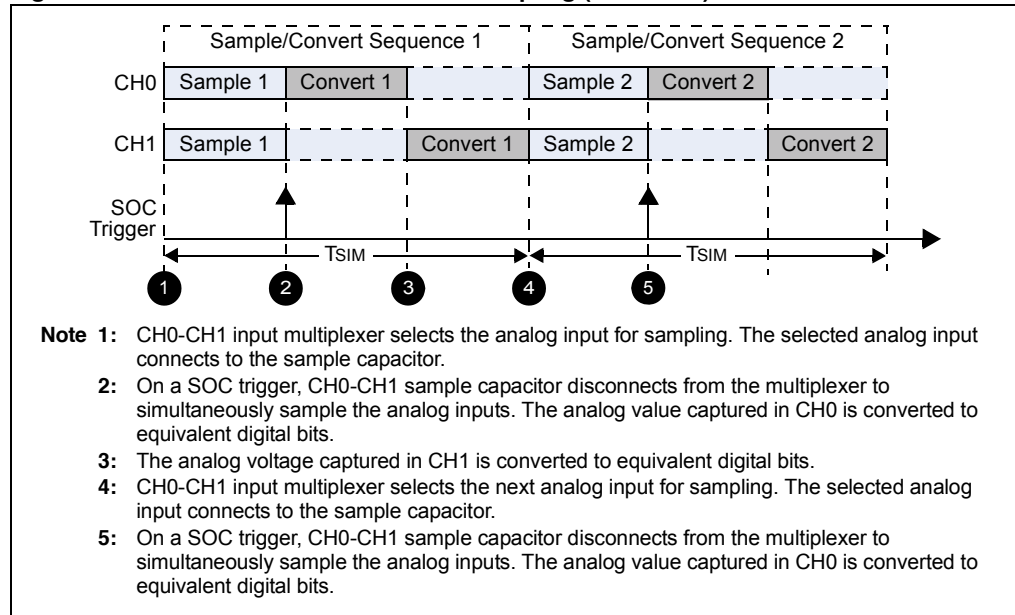 Sample/Convert Sequence 1 Sample/Convert Sequence 2
CH0 Sample 1 Convert 1 Sample 2 Convert 2
CH1 Sample 1 Convert 1 Sample 2 Convert 2
SOC
Trigger
TSIM TSIM
1 2 3 4 5
Note 1: CH0-CH1 input multiplexer selects the analog input for sampling. The selected analog input
connects to the sample capacitor.
2: On a SOC trigger, CH0-CH1 sample capacitor disconnects from the multiplexer to
simultaneously sample the analog inputs. The analog value captured in CH0 is converted to
equivalent digital bits.
3: The analog voltage captured in CH1 is converted to equivalent digital bits.
4: CH0-CH1 input multiplexer selects the next analog input for sampling. The selected analog
input connects to the sample capacitor.
5: On a SOC trigger, CH0-CH1 sample capacitor disconnects from the multiplexer to
simultaneously sample the analog inputs. The analog value captured in CH0 is converted to
equivalent digital bits.